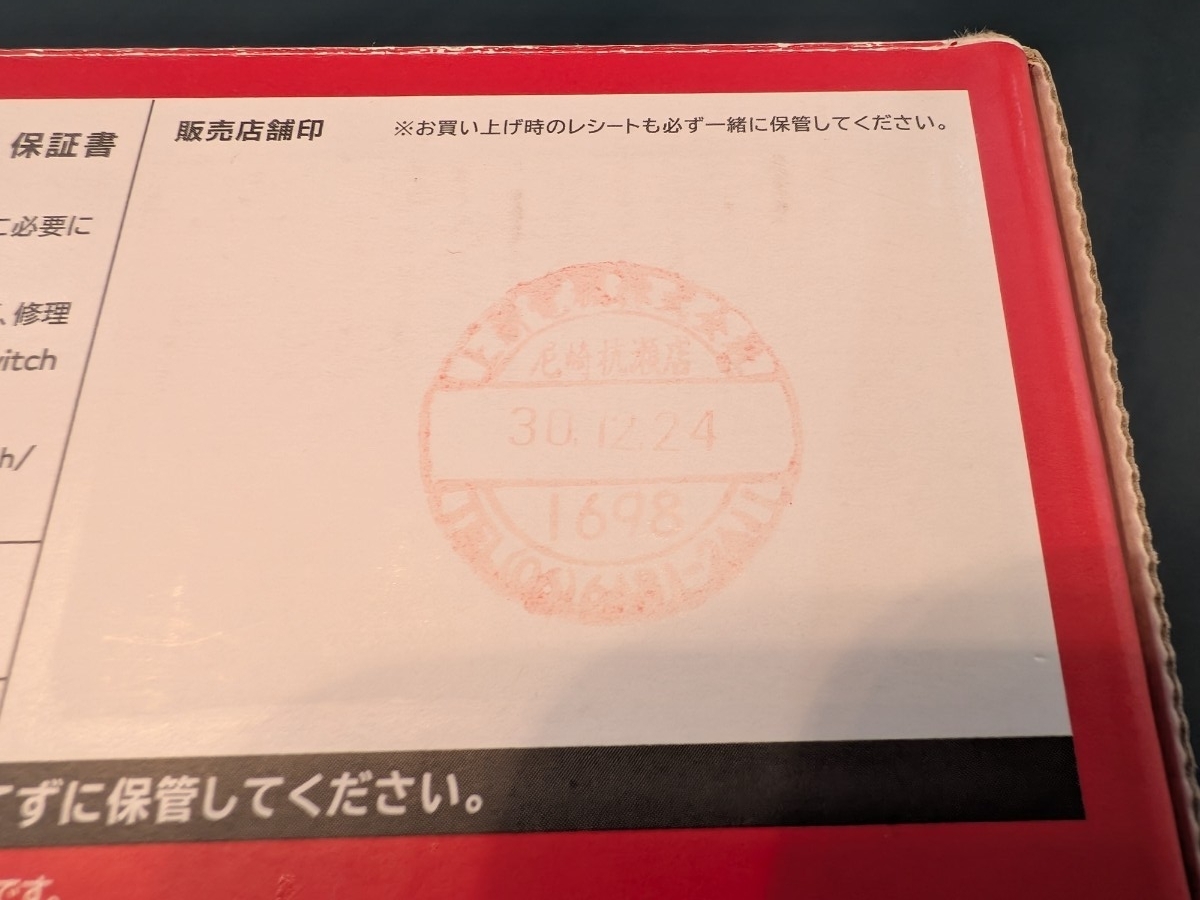 保証書
に必要に
、修理
witch
h/
販売店舗印
※お買い上げ時のレシートも必ず一緒に保管してください。
尼崎杭瀬店
30.12.24
1698
てずに保管してください。
です。